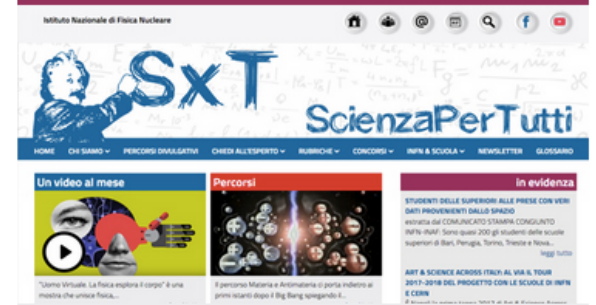 Istituto Nazionale di Fisica Nucleare
SxT
ScienzaPerTutti
HOME CHI SIAMO PERCORSI DIVULGATIVI CHIEDI ALL'ESPERTO RUBRICHE CONCORSI INFN & SCUOLA NEWSLETTER GLOSSARIO
Un video al mese
"Uomo Virtuale. La fisica esplora il corpo" è una
mostra che unisce fisica,...
Percorsi
Il percorso Materia e Antimateria ci porta indietro ai
primi istanti dopo il Big Bang spiegando il...
in evidenza
STUDENTI DELLE SUPERIORI ALLE PRESE CON VERI
DATI PROVENIENTI DALLO SPAZIO
estratta dal COMUNICATO STAMPA CONGIUNTO
INFN-INAF: Sono quasi 200 gli studenti delle scuole
superiori di Bari, Perugia, Torino, Trieste e Nova...
leggi tutto
ART & SCIENCE ACROSS ITALY: AL VIA IL TOUR
2017-2018 DEL PROGETTO CON LE SCUOLE DI INFN
E CERN